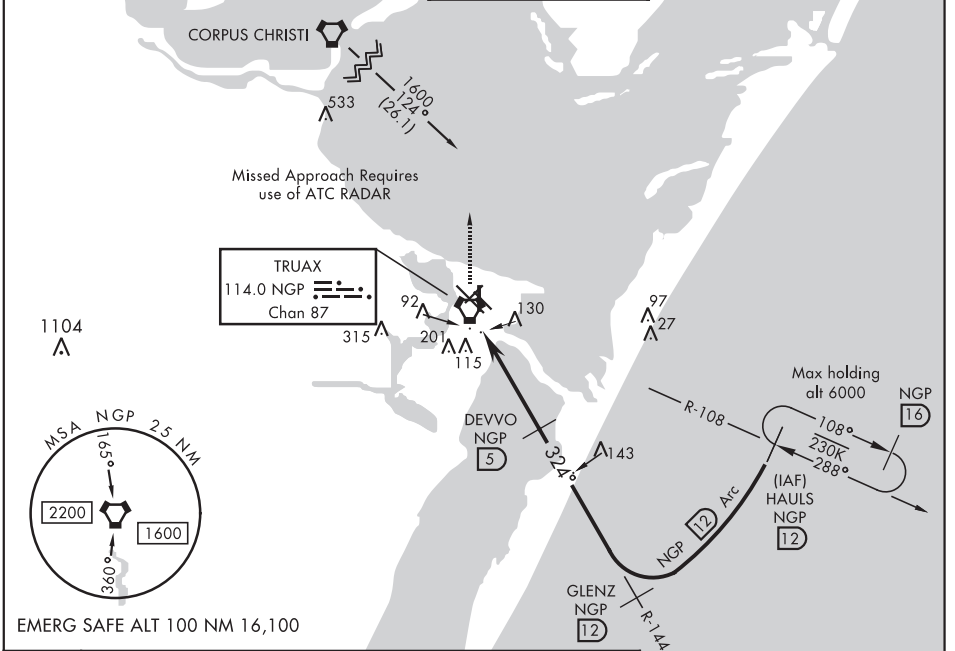 CORPUS CHRISTI
1600
124°
(26.1)
533
Missed Approach Requires
use of ATC RADAR
TRUAX
114.0 NGP
Chan 87
92
130
315
201
115
97
27
1104
Max holding
alt 6000
NGP
16
R-108
108°
230K
288°
(IAF)
HAULS
NGP
12
DEVVO
NGP
5
324°
143
NGP 12 Arc
GLENZ
NGP
12
R-144
MSA NGP 25 NM
165°
2200
1600
360°
EMERG SAFE ALT 100 NM 16,100